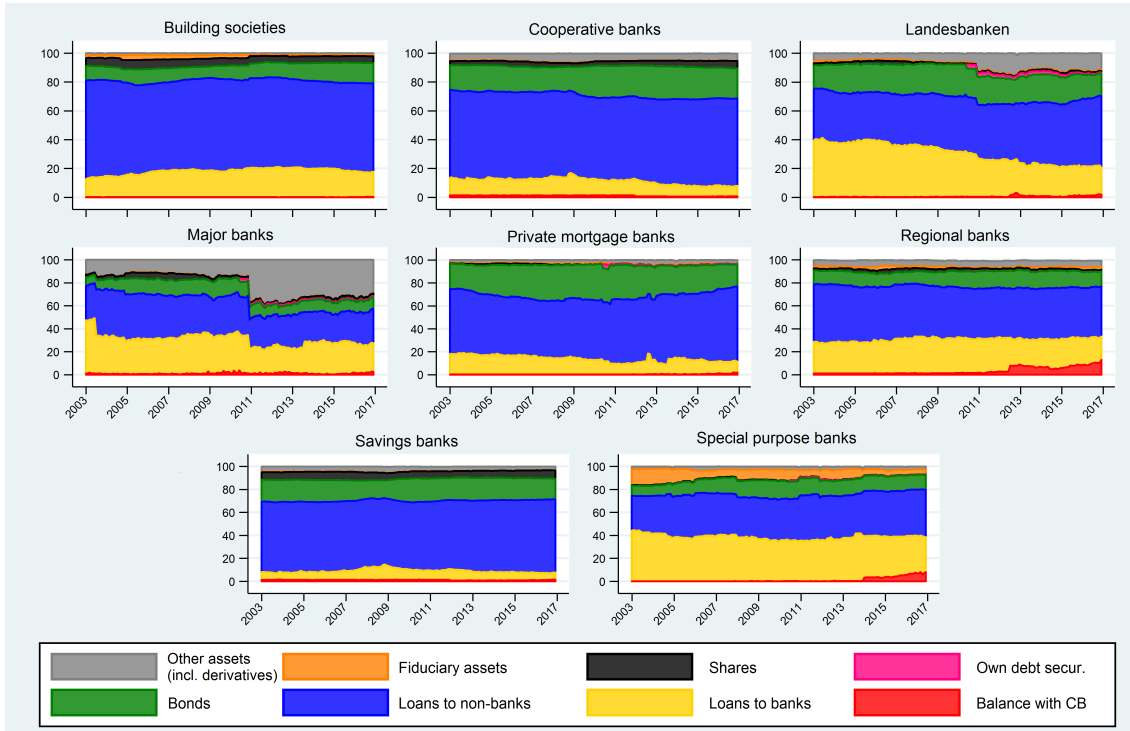 Building societies
Cooperative banks
Landesbanken
100
80
60
40
20
0
100
80
60
40
20
0
100
80
60
40
20
0
Major banks
Private mortgage banks
Regional banks
100
80
60
40
20
0
100
80
60
40
20
0
100
80
60
40
20
0
2003 2005 2007 2009 2011 2013 2015 2017
2003 2005 2007 2009 2011 2013 2015 2017
2003 2005 2007 2009 2011 2013 2015 2017
Savings banks
Special purpose banks
100
80
60
40
20
0
100
80
60
40
20
0
2003 2005 2007 2009 2011 2013 2015 2017
2003 2005 2007 2009 2011 2013 2015 2017
Other assets
(incl. derivatives)
Fiduciary assets
Shares
Own debt secur.
Bonds
Loans to non-banks
Loans to banks
Balance with CB